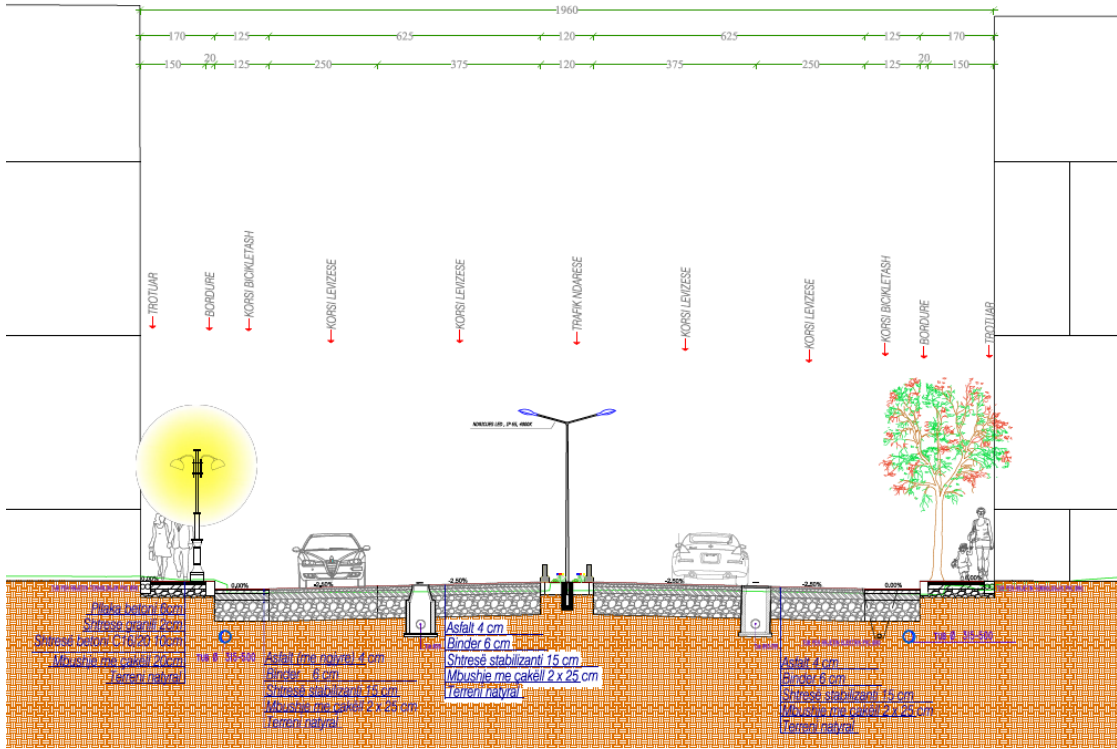 1960
170 125 625 120 625 125 170
20 20
150 125 250 375 120 375 250 125 150
TROTUAR
BORDURE
KORSI BICIKLETASH
KORSI LEVIZESE
KORSI LEVIZESE
TRAFIK NDARESE
KORSI LEVIZESE
KORSI LEVIZESE
KORSI BICIKLETASH
BORDURE
TROTUAR
0.00% 0.00% -2.50% -2.50% -2.50% -2.50% 0.00% 0.00%
Pllaka betoni 6cm
Shtresë granili 2cm
Shtresë betoni C16/20 10cm
Mbushje me çakëll 20cm
Terreni natyral
Asfalt (me ngjyrë) 4 cm
Binder 6 cm
Shtresë stabilizanti 15 cm
Mbushje me çakëll 2 x 25 cm
Terreni natyral
Asfalt 4 cm
Binder 6 cm
Shtresë stabilizanti 15 cm
Mbushje me çakëll 2 x 25 cm
Terreni natyral
Asfalt 4 cm
Binder 6 cm
Shtresë stabilizanti 15 cm
Mbushje me çakëll 2 x 25 cm
Terreni natyral